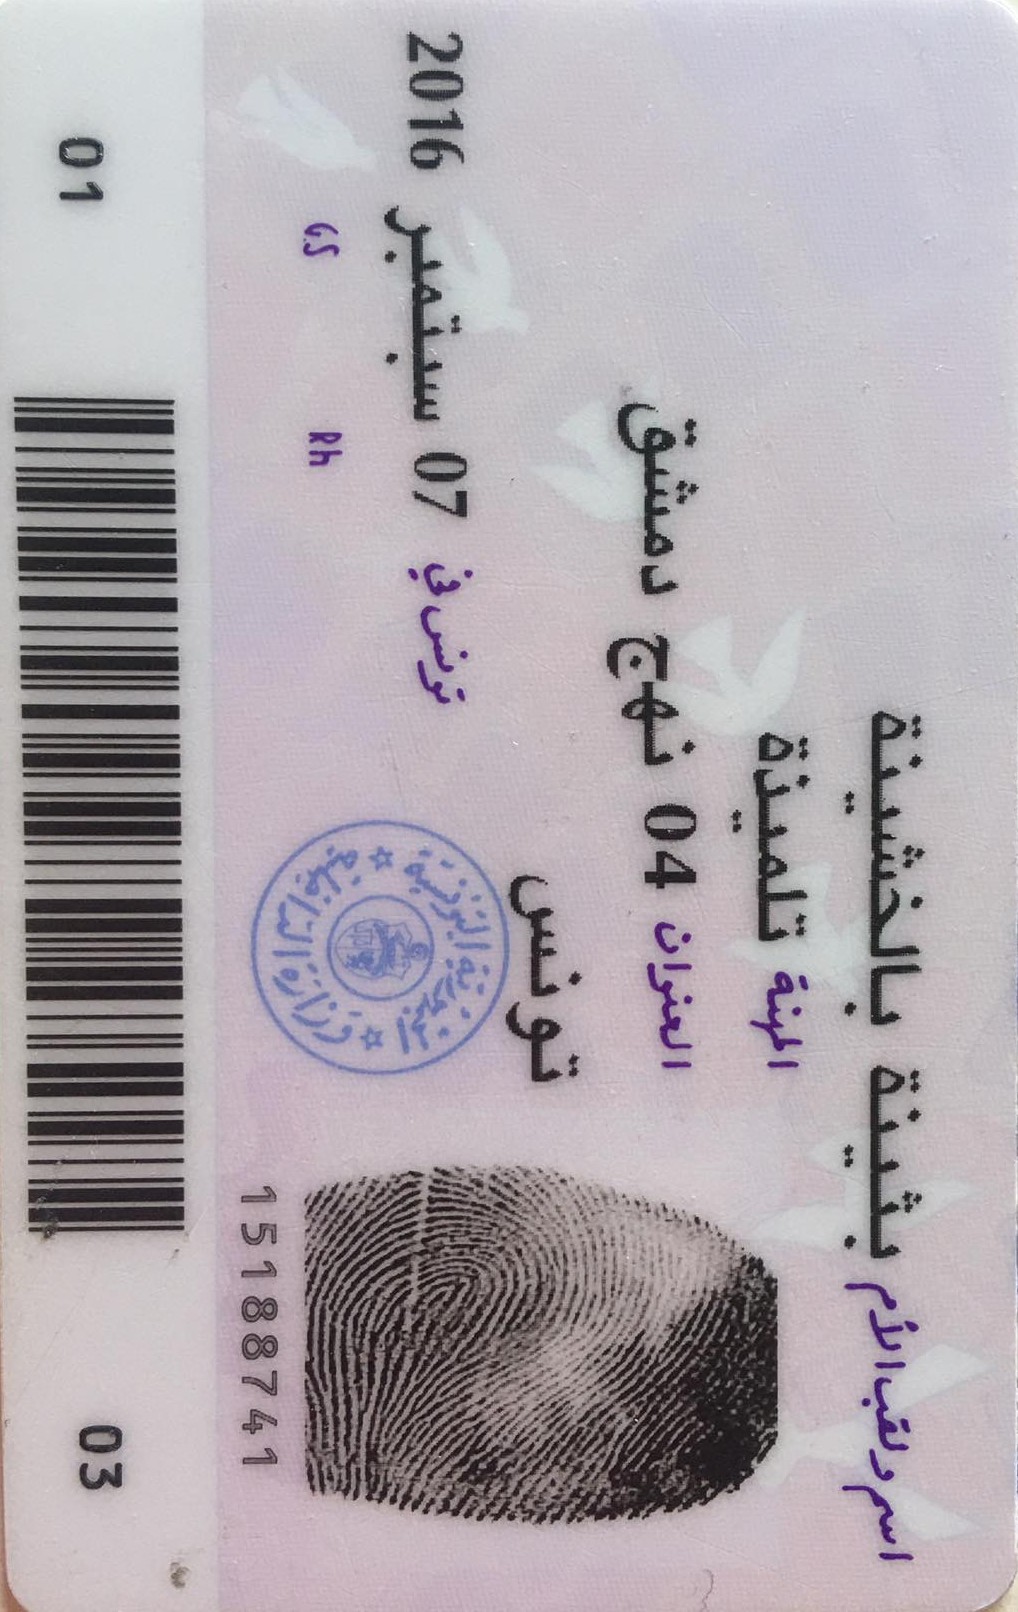 اسم ولقب الأم بثينة بالخشينة
المهنة تلميذة
العنوان 04 نهج دمشق
تونس
تونس في 07 سبتمبر 2016
G.S Rh
الجمهورية التونسية
وزارة الداخلية
15188741
01 03